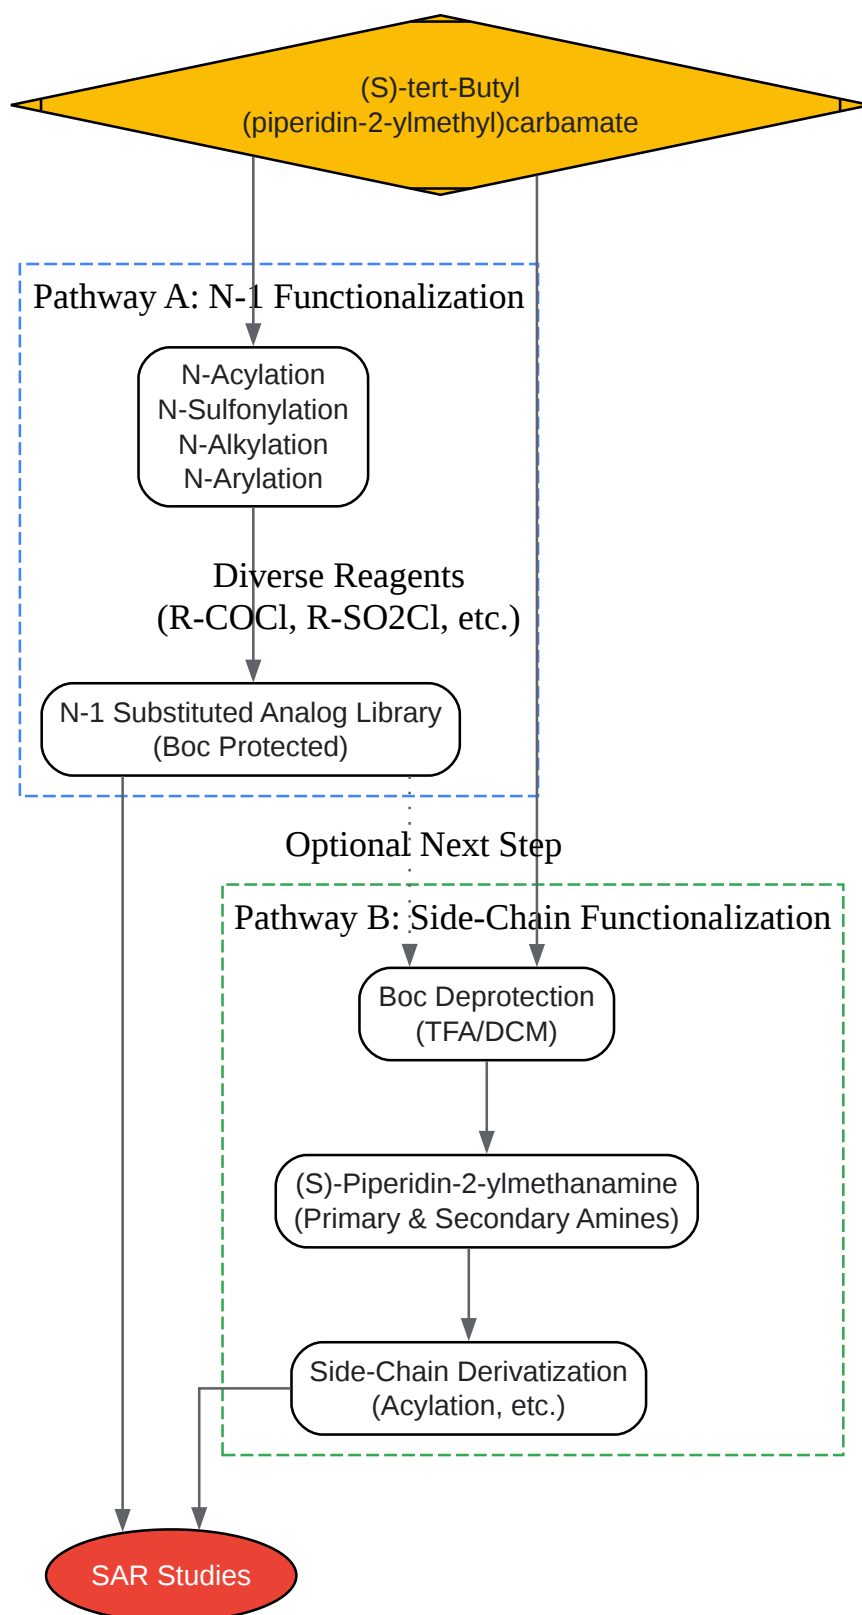 (S)-tert-Butyl
(piperidin-2-ylmethyl)carbamate
Pathway A: N-1 Functionalization
N-Acylation
N-Sulfonylation
N-Alkylation
N-Arylation
Diverse Reagents
(R-COCl, R-SO2Cl, etc.)
N-1 Substituted Analog Library
(Boc Protected)
Optional Next Step
Pathway B: Side-Chain Functionalization
Boc Deprotection
(TFA/DCM)
(S)-Piperidin-2-ylmethanamine
(Primary & Secondary Amines)
Side-Chain Derivatization
(Acylation, etc.)
SAR Studies